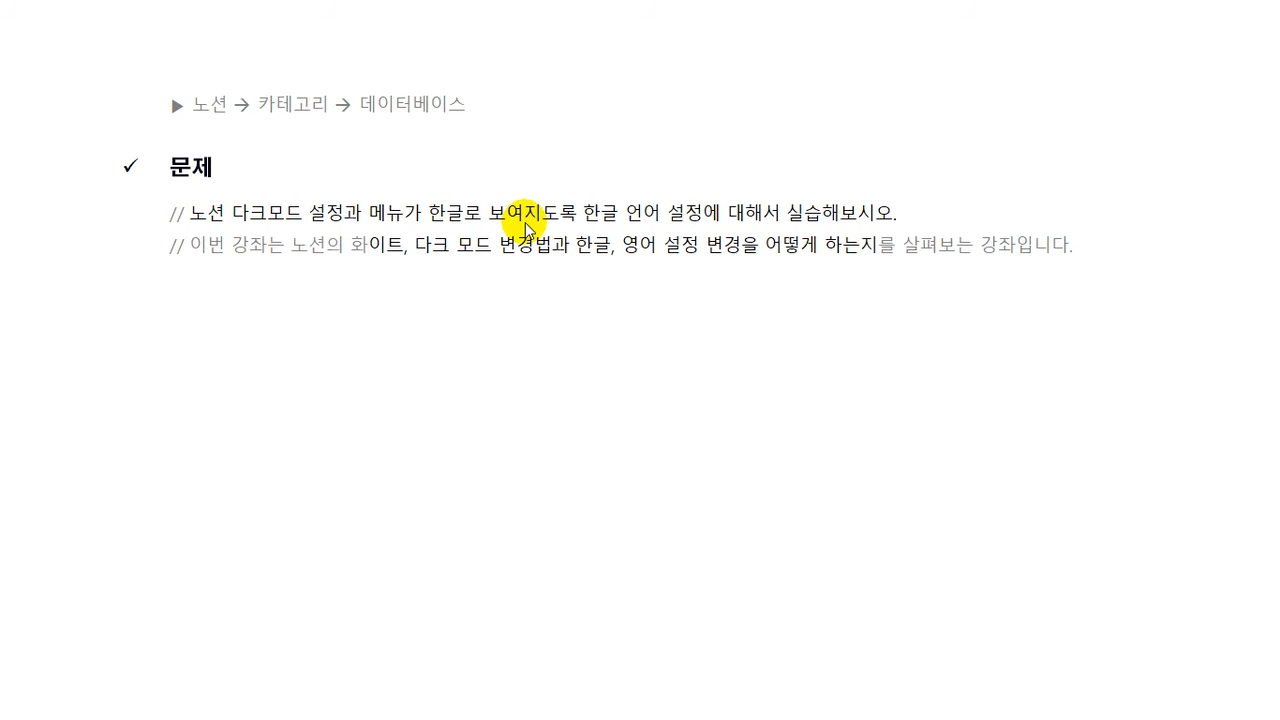 ▶ 노션 → 카테고리 → 데이터베이스
✓ 문제
// 노션 다크모드 설정과 메뉴가 한글로 보여지도록 한글 언어 설정에 대해서 실습해보시오.
// 이번 강좌는 노션의 화이트, 다크 모드 변경법과 한글, 영어 설정 변경을 어떻게 하는지를 살펴보는 강좌입니다.